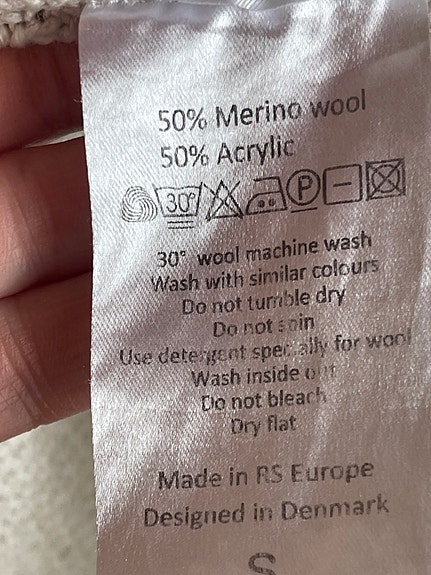 50% Merino wool
50% Acrylic
30° P
30° wool machine wash
Wash with similar colours
Do not tumble dry
Do not spin
Use detergent specially for wool
Wash inside out
Do not bleach
Dry flat
Made in RS Europe
Designed in Denmark
S